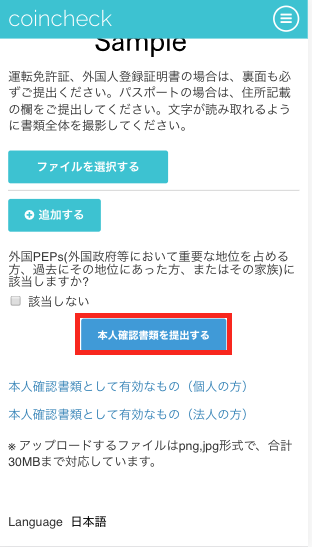 coincheck
Sample
運転免許証、外国人登録証明書の場合は、裏面も必
ずご提出ください。パスポートの場合は、住所記載
の欄をご提出してください。文字が読み取れるよう
に書類全体を撮影してください。
ファイルを選択する
追加する
外国PEPs(外国政府等において重要な地位を占める
方、過去にその地位にあった方、またはその家族)に
該当しますか?
該当しない
本人確認書類を提出する
本人確認書類として有効なもの（個人の方）
本人確認書類として有効なもの（法人の方）
※ アップロードするファイルはpng,jpg形式で、合計
30MBまで対応しています。
Language 日本語